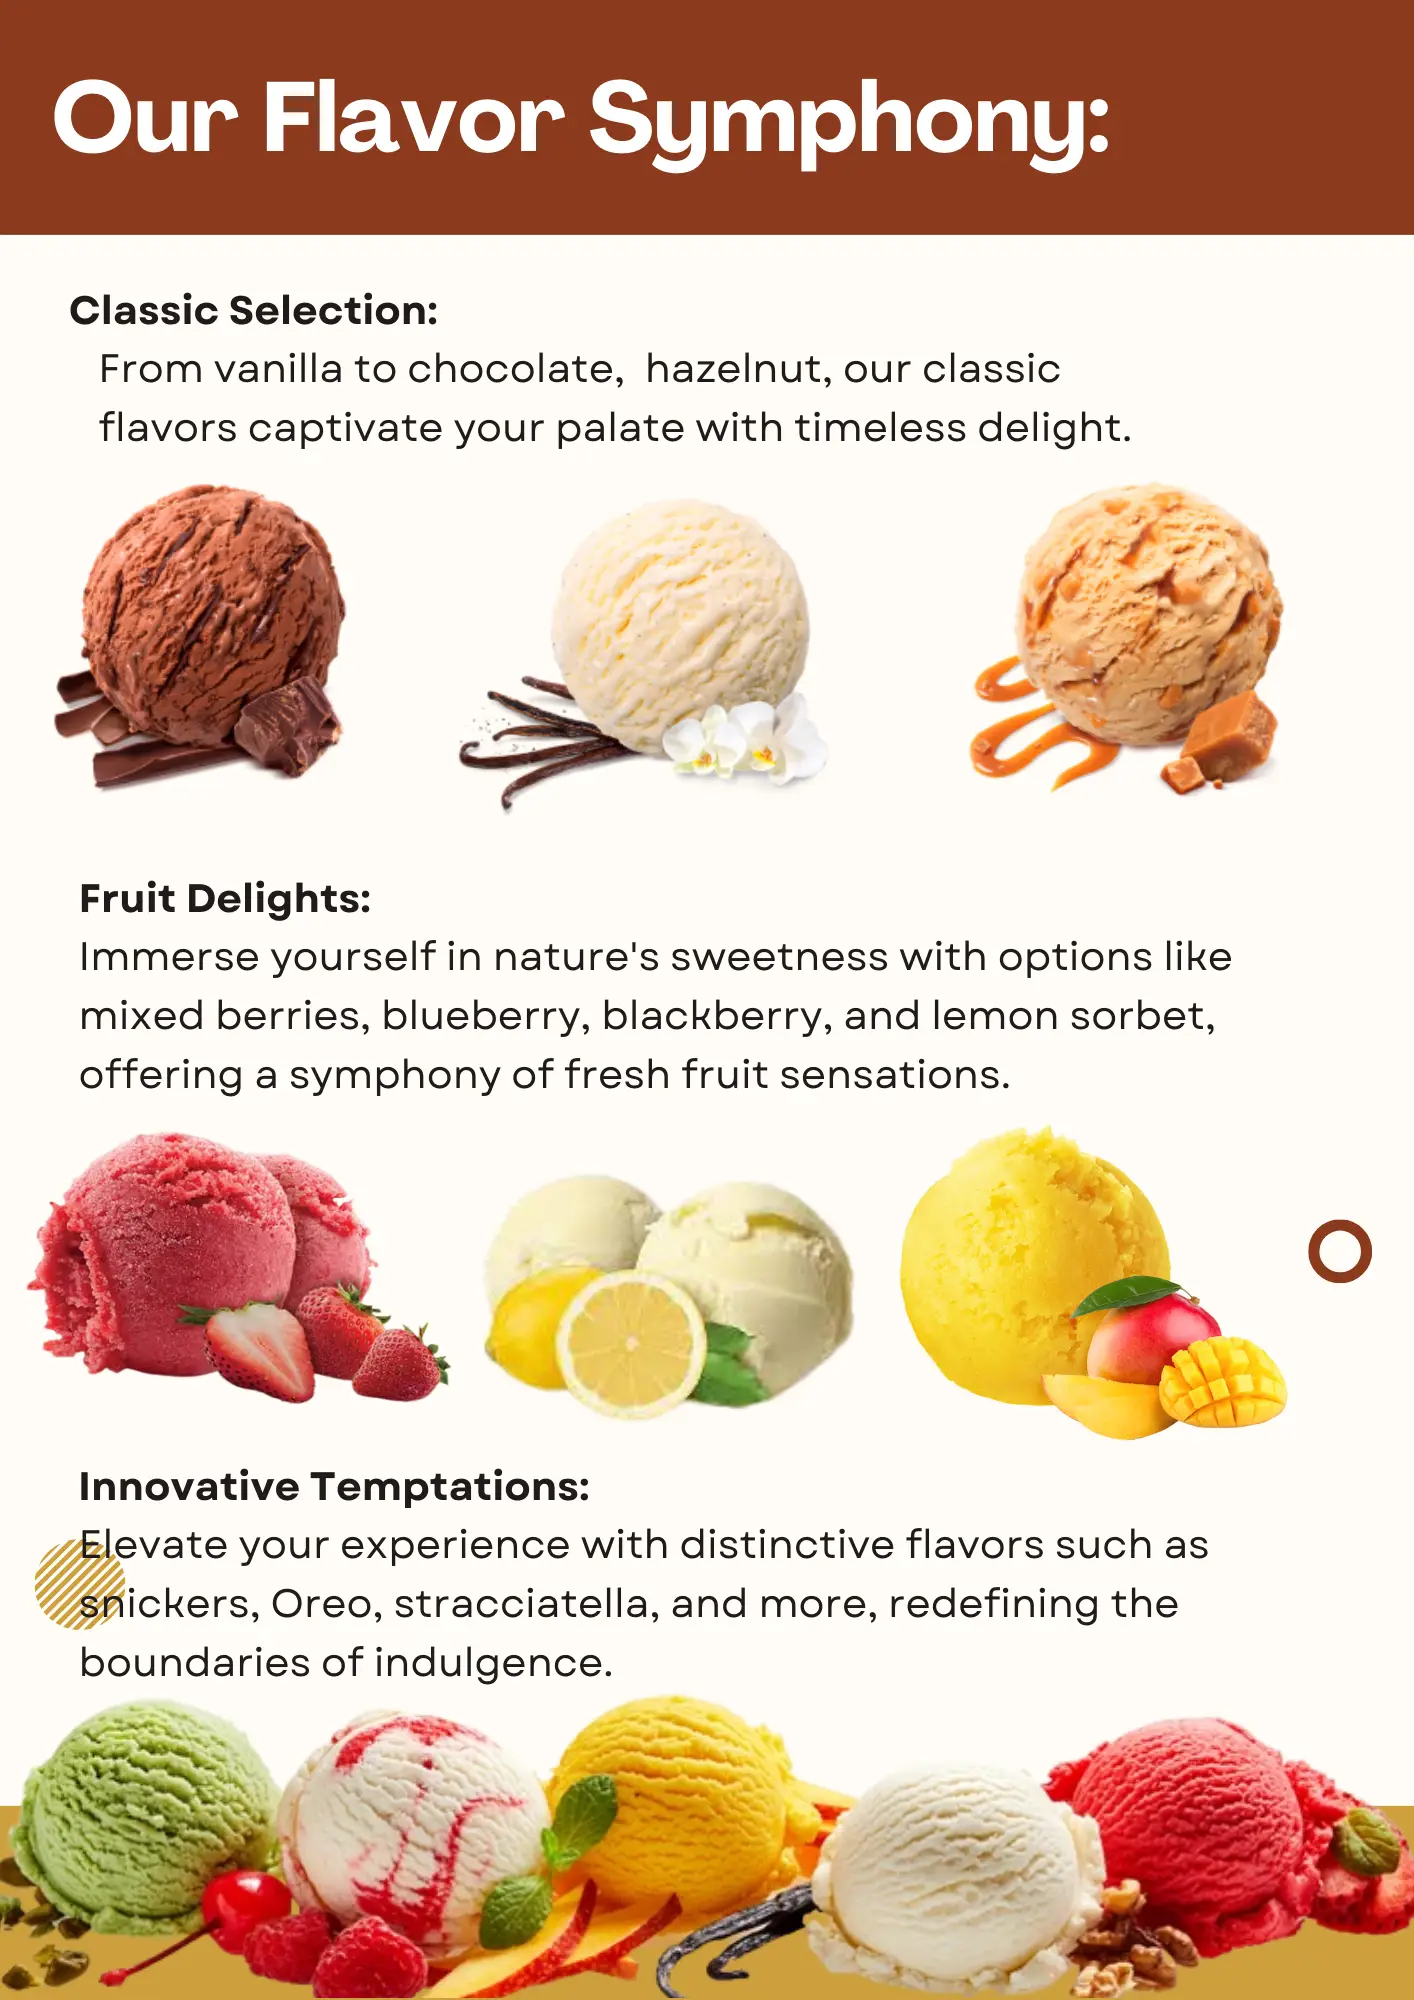 Our Flavor Symphony:
Classic Selection:
From vanilla to chocolate,  hazelnut, our classic
flavors captivate your palate with timeless delight.
Fruit Delights:
Immerse yourself in nature's sweetness with options like
mixed berries, blueberry, blackberry, and lemon sorbet,
offering a symphony of fresh fruit sensations.
Innovative Temptations:
Elevate your experience with distinctive flavors such as
snickers, Oreo, stracciatella, and more, redefining the
boundaries of indulgence.